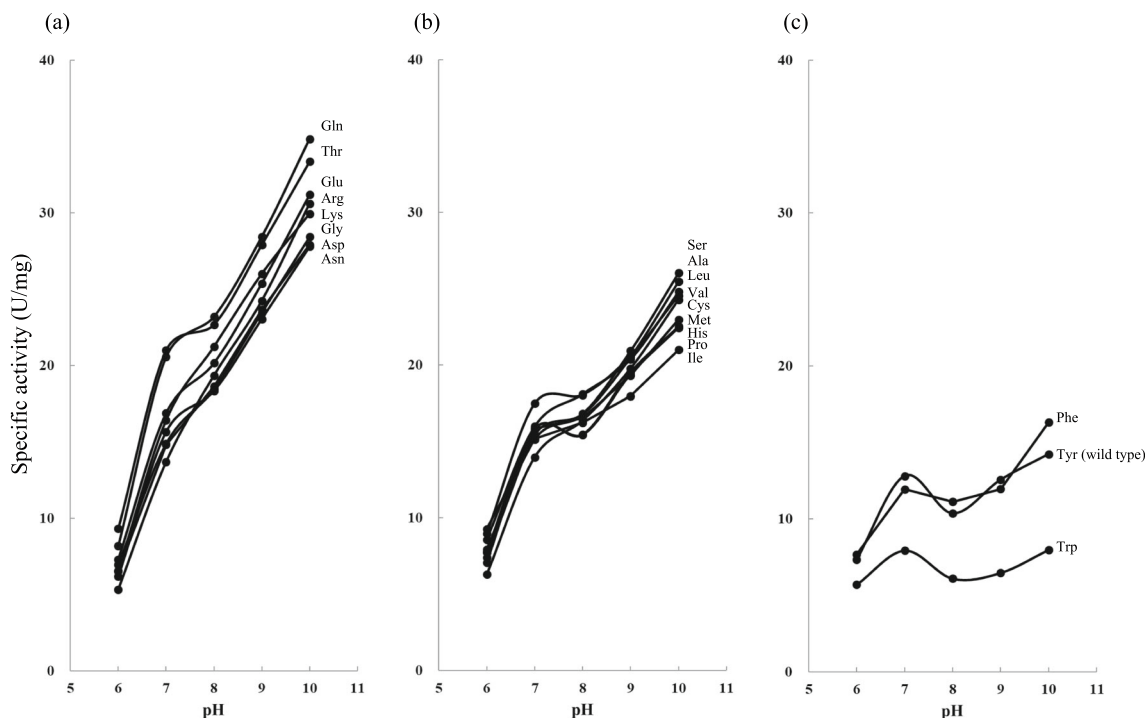 (a)
(b)
(c)
Specific activity (U/mg)
40
30
20
10
0
5 6 7 8 9 10 11
pH
Gln
Thr
Glu
Arg
Lys
Gly
Asp
Asn
40
30
20
10
0
5 6 7 8 9 10 11
pH
Ser
Ala
Leu
Val
Cys
Met
His
Pro
Ile
40
30
20
10
0
5 6 7 8 9 10 11
pH
Phe
Tyr (wild type)
Trp